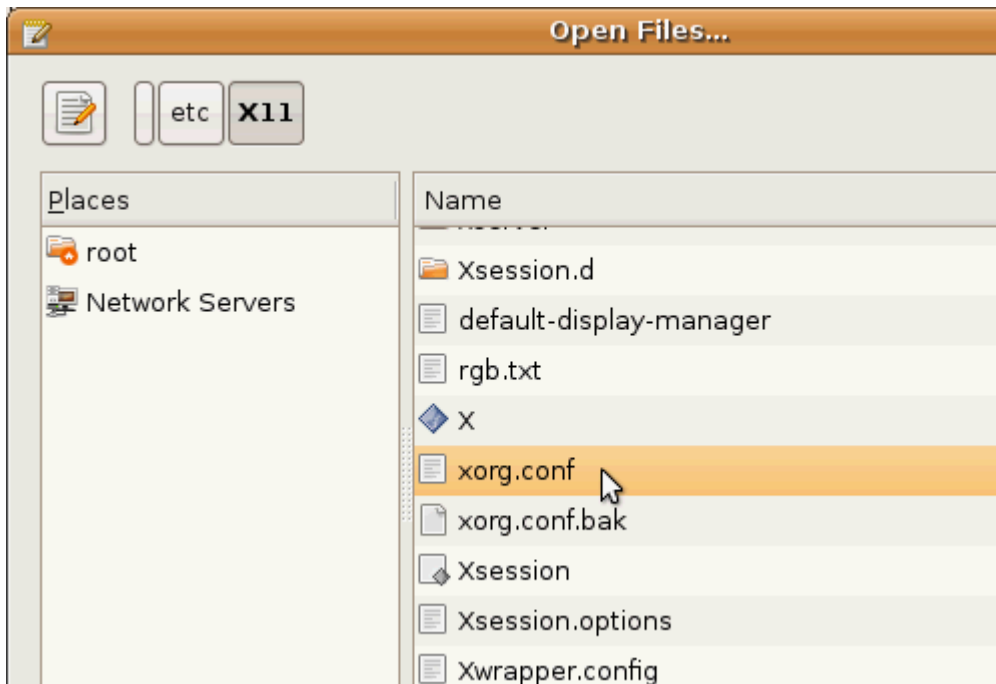 Open Files...
etc X11
Places
Name
root
Network Servers
Xsession.d
default-display-manager
rgb.txt
X
xorg.conf
xorg.conf.bak
Xsession
Xsession.options
Xwrapper.config